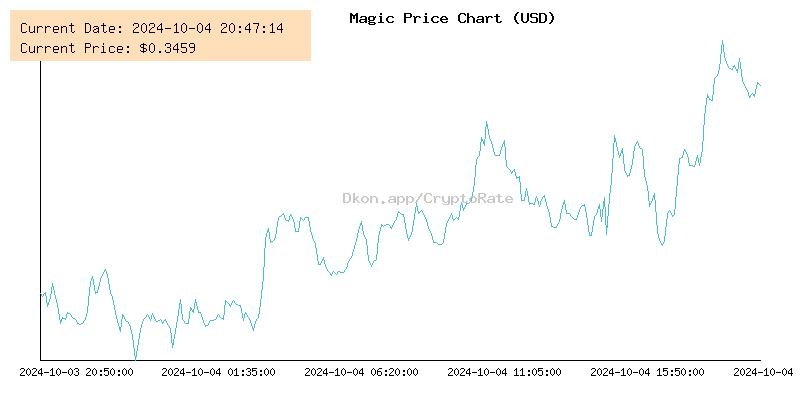 Magic Price Chart (USD)
Current Date: 2024-10-04 20:47:14
Current Price: $0.3459
Dkon.app/CryptoRate
2024-10-03 20:50:00 2024-10-04 01:35:00 2024-10-04 06:20:00 2024-10-04 11:05:00 2024-10-04 15:50:00 2024-10-04